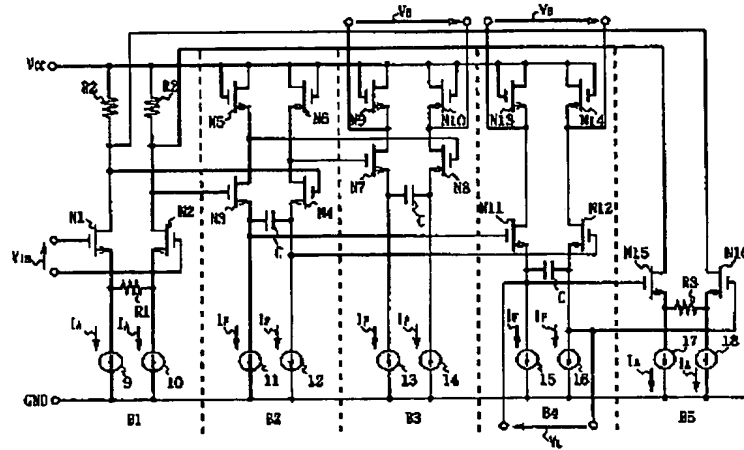 VB VB
VCC
R2 R2
N5 N6 N9 N10 N13 N14
N1 N2 N3 N4 N7 N8 N11 N12
C C C
N15 N16
VIN
R1 R3
IA IA IF IF IF IF IF IF
9 10 11 12 13 14 15 16 17 18
IA IA
GND
B1 B2 B3 B4 B5
VL